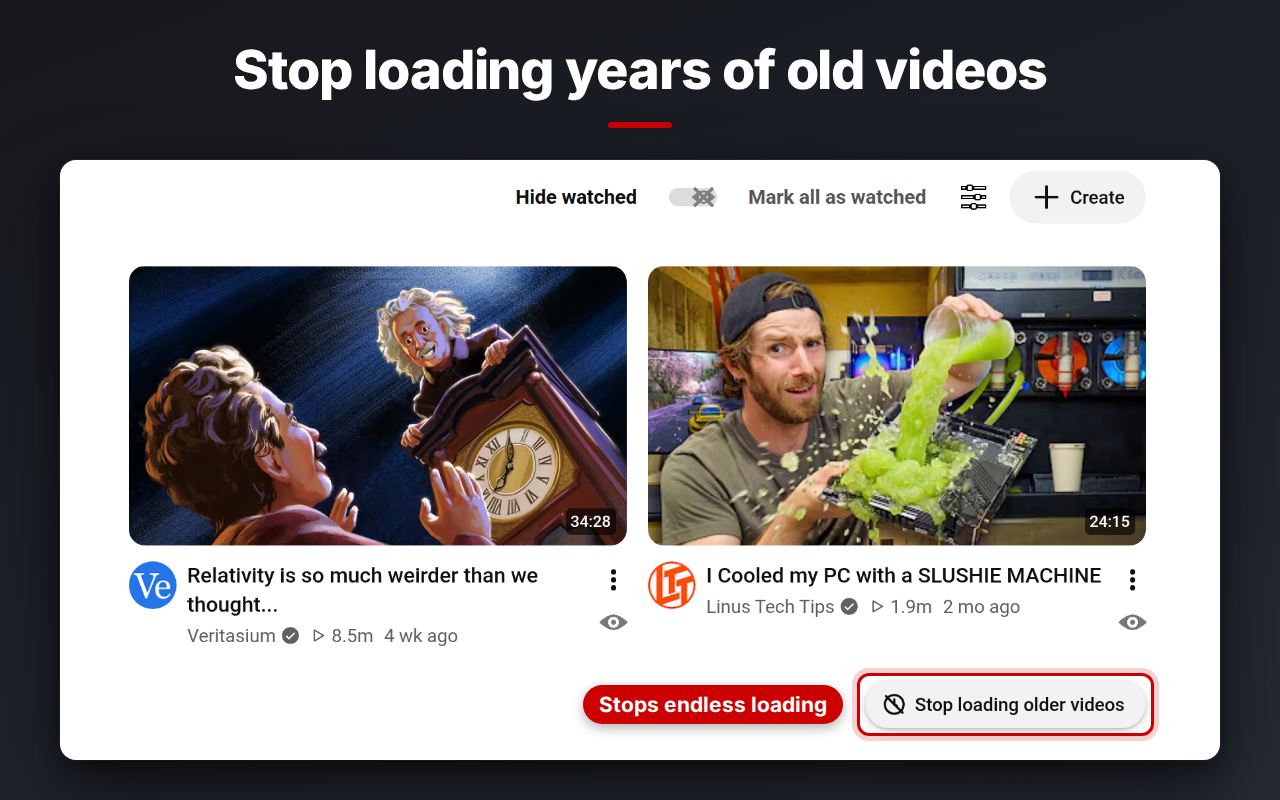 Stop loading years of old videos
Hide watched
Mark all as watched
Create
34:28
24:15
Ve
Relativity is so much weirder than we
thought...
Veritasium
8.5m
4 wk ago
LTT
I Cooled my PC with a SLUSHIE MACHINE
Linus Tech Tips
1.9m
2 mo ago
Stops endless loading
Stop loading older videos